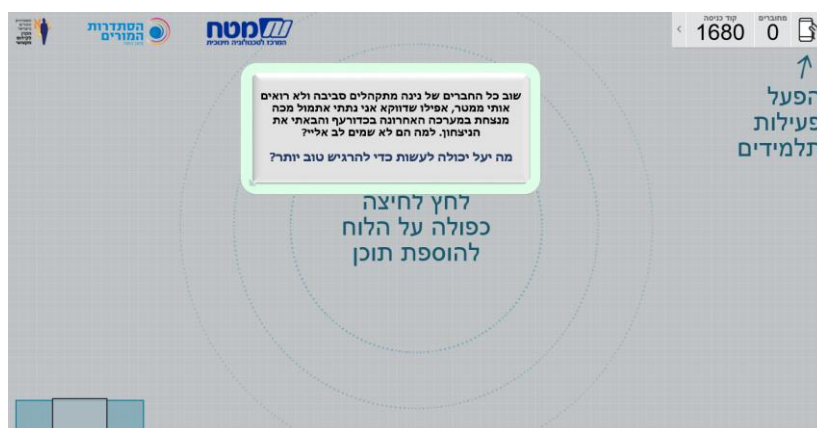 מחוברים
0
קוד כניסה
1680
הסתדרות
המורים
מטח
המרכז לטכנולוגיה חינוכית
הפעל
פעילות
תלמידים
שוב כל החברים של נינה מתקהלים סביבה ולא רואים
אותי ממטר, אפילו שדווקא אני נתתי אתמול מכה
מנצחת במערכה האחרונה בכדורעף והבאתי את
הניצחון. למה הם לא שמים לב אליי?
מה יעל יכולה לעשות כדי להרגיש טוב יותר?
לחץ לחיצה
כפולה על הלוח
להוספת תוכן